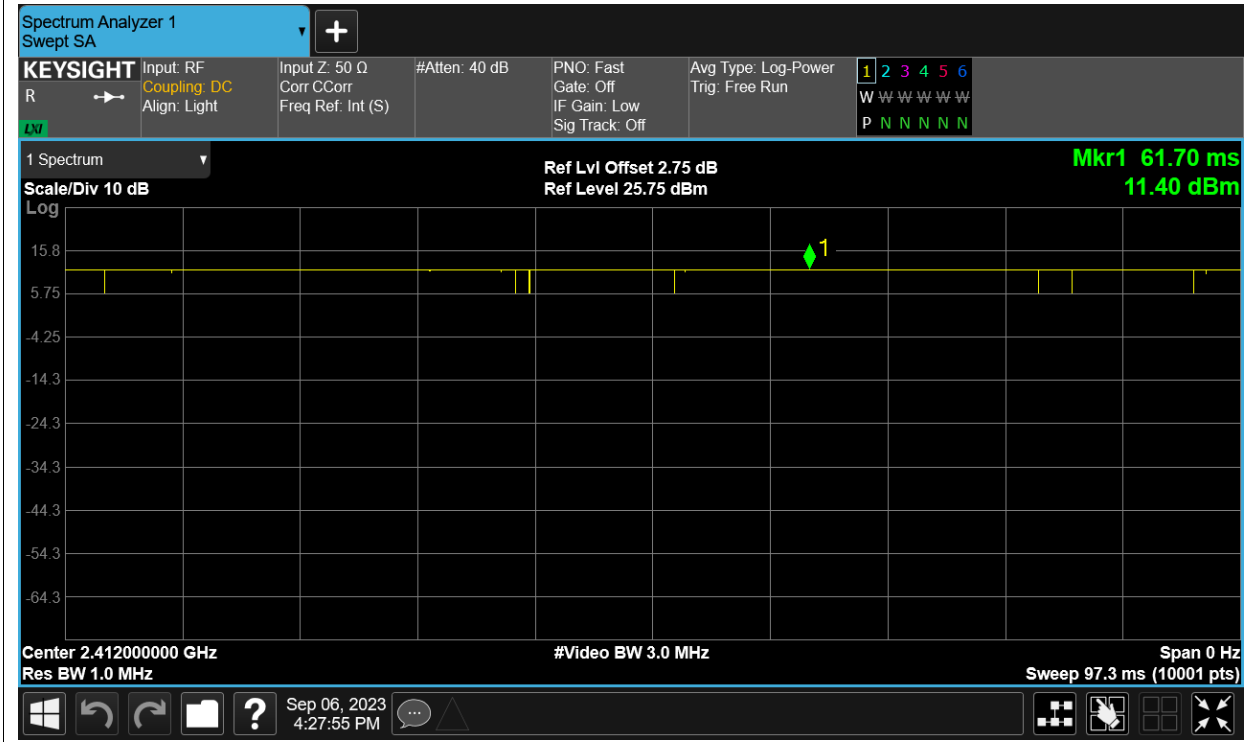 Spectrum Analyzer 1
Swept SA
+
KEYSIGHT
R
LXI
Input: RF
Coupling: DC
Align: Light
Input Z: 50 Ω
Corr CCorr
Freq Ref: Int (S)
#Atten: 40 dB
PNO: Fast
Gate: Off
IF Gain: Low
Sig Track: Off
Avg Type: Log-Power
Trig: Free Run
1 2 3 4 5 6
W W W W W W
P N N N N N
1 Spectrum
Scale/Div 10 dB
Log
Ref Lvl Offset 2.75 dB
Ref Level 25.75 dBm
Mkr1 61.70 ms
11.40 dBm
1
15.8
5.75
-4.25
-14.3
-24.3
-34.3
-44.3
-54.3
-64.3
Center 2.412000000 GHz
Res BW 1.0 MHz
#Video BW 3.0 MHz
Span 0 Hz
Sweep 97.3 ms (10001 pts)
?
Sep 06, 2023
4:27:55 PM